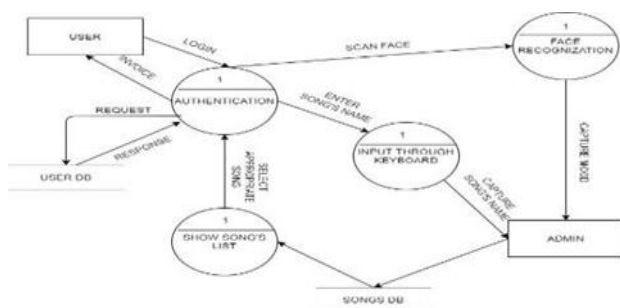 USER
LOGIN
INVOICE
SCAN FACE
1
FACE
RECOGNIZATION
1
AUTHENTICATION
REQUEST
RESPONSE
USER DB
ENTER
SONG'S NAME
1
INPUT THROUGH
KEYBOARD
CAPTURE MOOD
CAPTURE
SONG'S NAME
SELECT
APPROPRIATE
SONG
1
SHOW SONG'S
LIST
ADMIN
SONGS DB